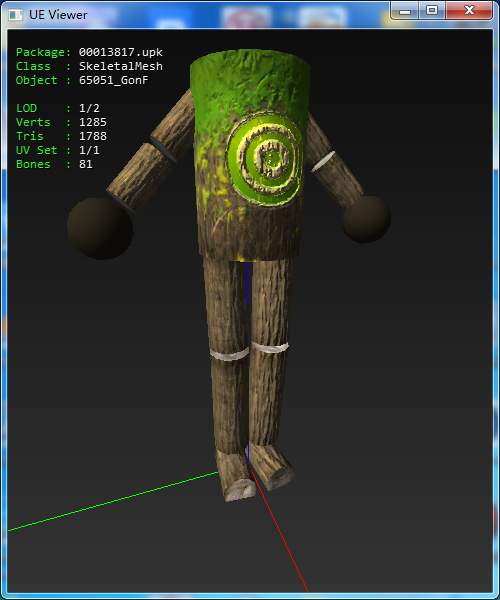 UE Viewer
Package: 00013817.upk
Class : SkeletalMesh
Object : 65051_GonF
LOD : 1/2
Verts : 1285
Tris : 1788
UV Set : 1/1
Bones : 81